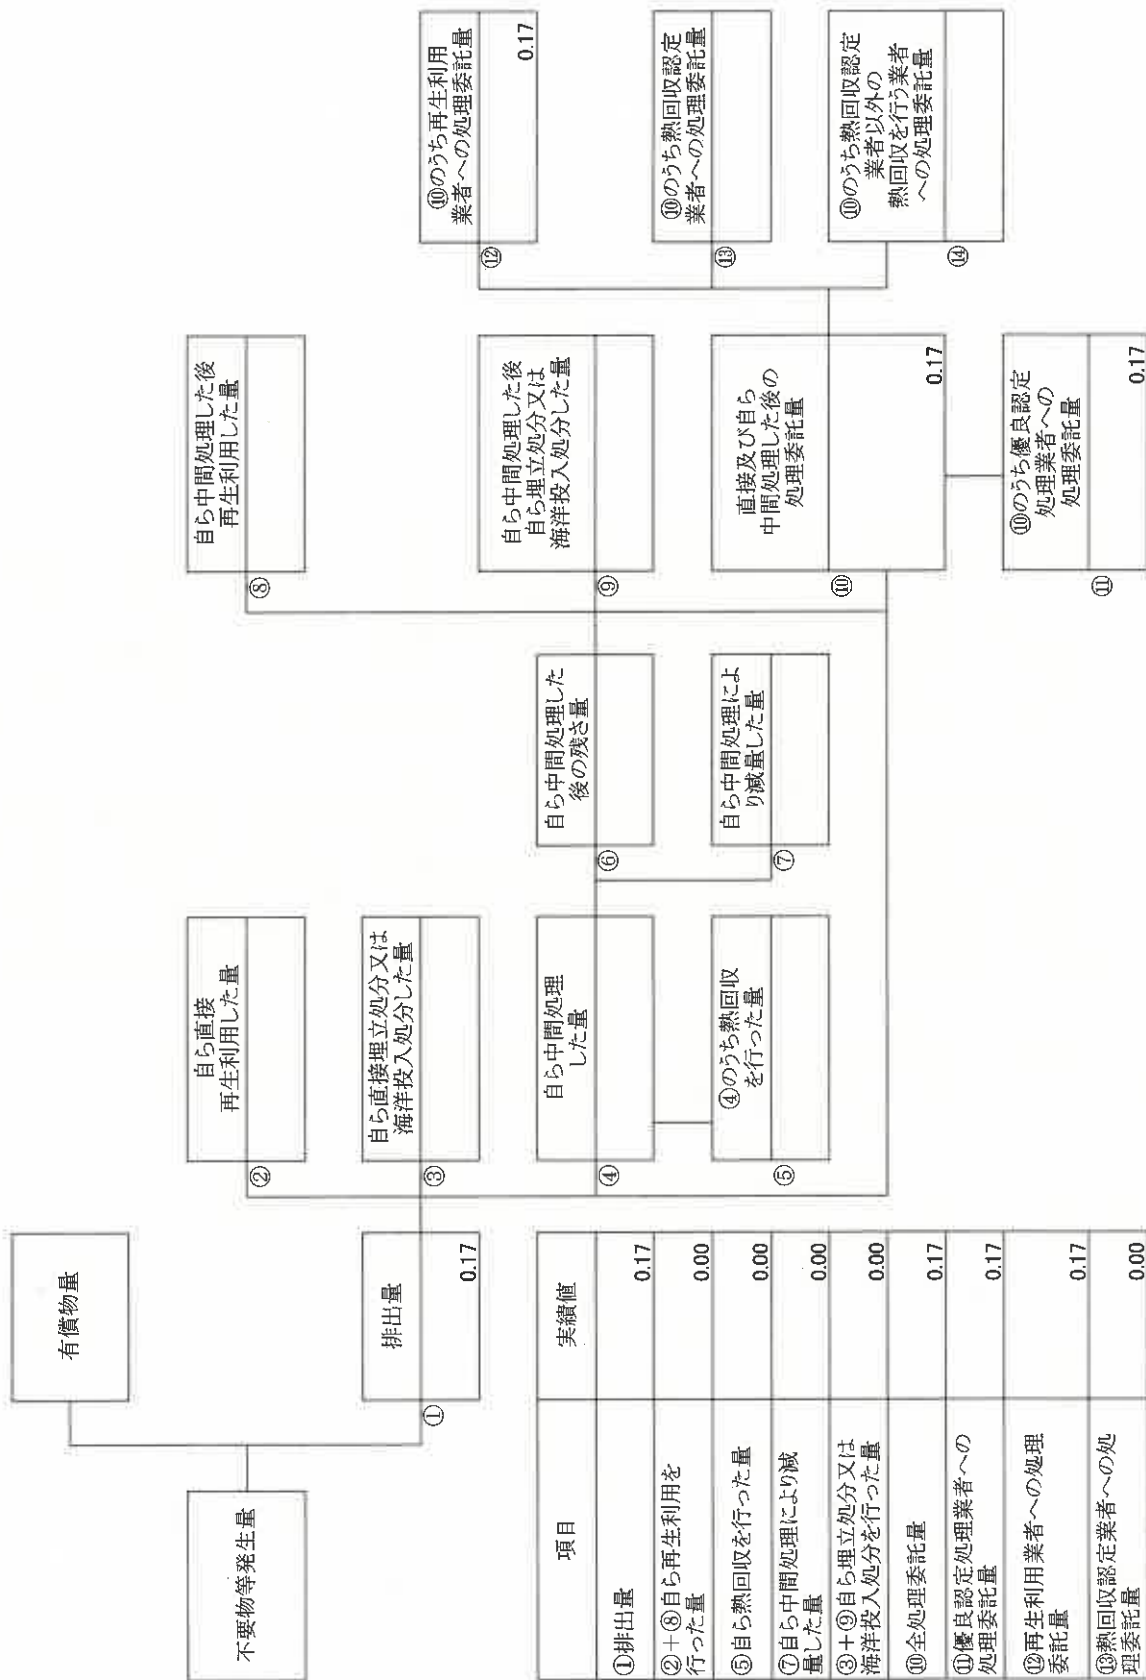 有償物量
不要物等発生量
排出量
①
0.17
自ら直接
再生利用した量
②
自ら直接埋立処分又は
海洋投入処分した量
③
自ら中間処理
した量
④
④のうち熱回収
を行った量
⑤
自ら中間処理した
後の残さ量
⑥
自ら中間処理によ
り減量した量
⑦
自ら中間処理した後
再生利用した量
⑧
自ら中間処理した後
自ら埋立処分又は
海洋投入処分した量
⑨
直接及び自ら
中間処理した後の
処理委託量
⑩
0.17
⑩のうち優良認定
処理業者への
処理委託量
⑪
0.17
⑩のうち再生利用
業者への処理委託量
⑫
0.17
⑩のうち熱回収認定
業者への処理委託量
⑬
⑩のうち熱回収認定
業者以外の
熱回収を行う業者
への処理委託量
⑭
項目 実績値
①排出量 0.17
②+⑧自ら再生利用を
行った量 0.00
⑤自ら熱回収を行った量 0.00
⑦自ら中間処理により減
量した量 0.00
③+⑨自ら埋立処分又は
海洋投入処分を行った量 0.00
⑩全処理委託量 0.17
⑪優良認定処理業者への
処理委託量 0.17
⑫再生利用業者への処理
委託量 0.17
⑬熱回収認定業者への処
理委託量 0.00